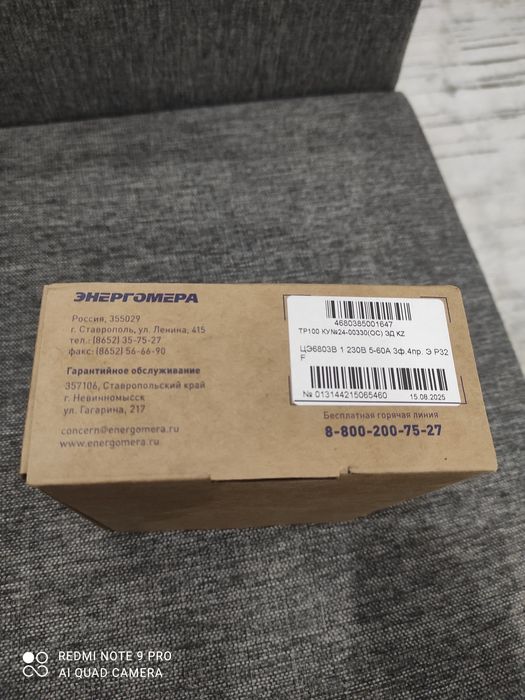 ЭНЕРГОМЕРА
Россия, 355029
г. Ставрополь, ул. Ленина, 415
тел.: (8652) 35-75-27
факс: (8652) 56-66-90
Гарантийное обслуживание
357106, Ставропольский край
г. Невинномысск
ул. Гагарина, 217
concern@energomera.ru
www.energomera.ru
4680385001647
ТР100 КУ№24-00330(ОС) ЭД KZ
ЦЭ6803В 1 230В 5-60А 3ф.4пр. Э Р32
F
№ 013144215065460 15.08.2025
Бесплатная горячая линия
8-800-200-75-27
REDMI NOTE 9 PRO
AI QUAD CAMERA